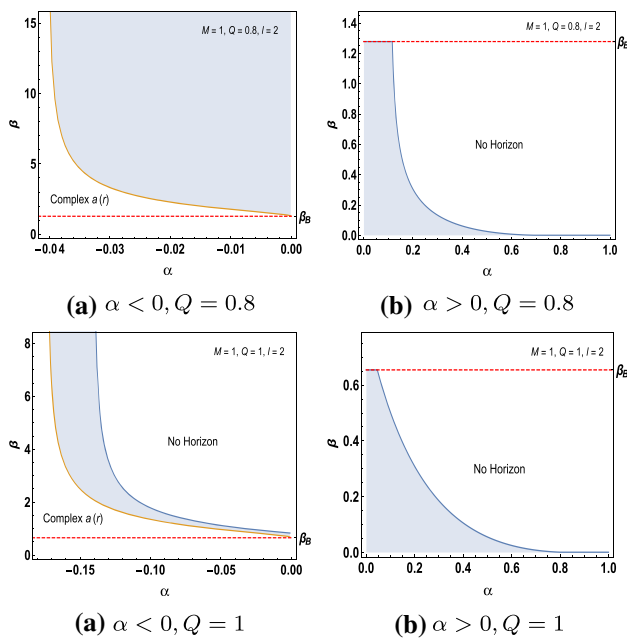 M = 1, Q = 0.8, l = 2
15
10
5
0
β
Complex a(r)
β_B
-0.04 -0.03 -0.02 -0.01 0.00
α
(a) α < 0, Q = 0.8
M = 1, Q = 0.8, l = 2
1.4
1.2
1.0
0.8
0.6
0.4
0.2
0.0
β
β_B
No Horizon
0.0 0.2 0.4 0.6 0.8 1.0
α
(b) α > 0, Q = 0.8
M = 1, Q = 1, l = 2
8
6
4
2
0
β
No Horizon
Complex a(r)
β_B
-0.15 -0.10 -0.05 0.00
α
(a) α < 0, Q = 1
M = 1, Q = 1, l = 2
0.6
0.4
0.2
0.0
β
β_B
No Horizon
0.0 0.2 0.4 0.6 0.8 1.0
α
(b) α > 0, Q = 1